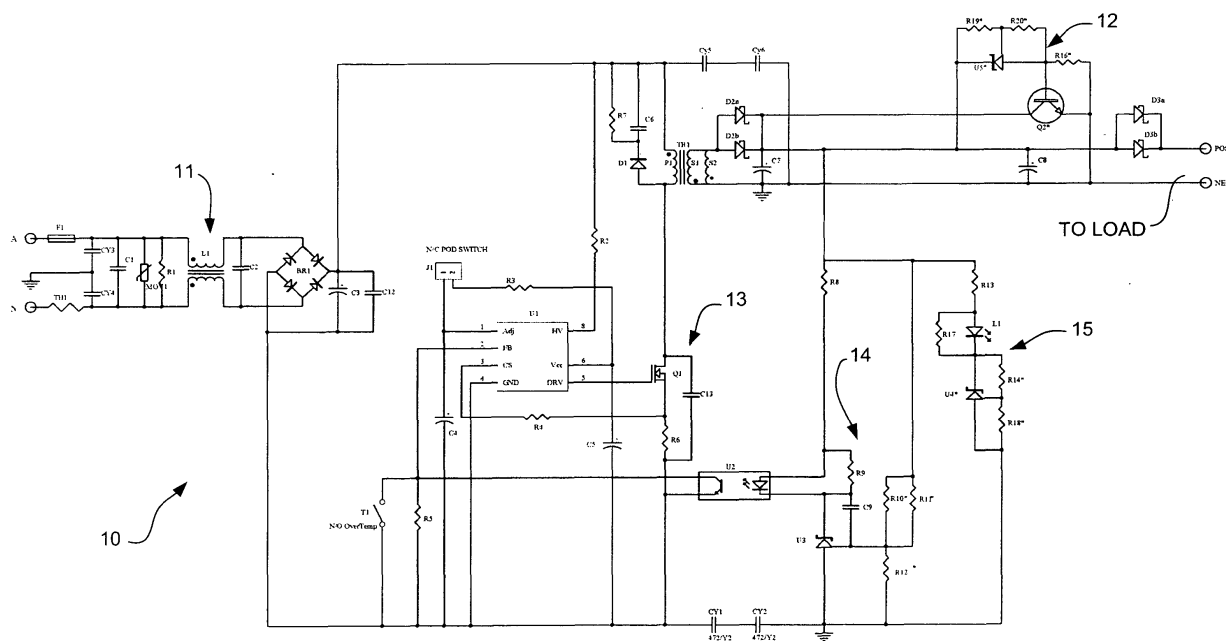 R19* R20* 12
U5* R16*
Q2*
Cy5 Cy6
R7 C6
D1
D2a
D2b
TR1
P1 S1 S2
C7
C8
D3a
D3b
POS
NE
TO LOAD
11
A F1
CY3
C1
MOV1
R1
L1
C2
BR1
C3
C12
CY4
N TH1
R2
N/C POD SWITCH
J1
R3
U1
1 Adj HV 8
2 FB
3 CS Vcc 6
4 GND DRV 5
13
Q1
C13
R4
R6
C4
C5
R8
R13
L1
R17
15
R14*
U4*
R18*
14
U2
R9
C9
R10* R11*
U3
R12*
10
T1
N/O OverTemp
R5
CY1 CY2
472/Y2 472/Y2